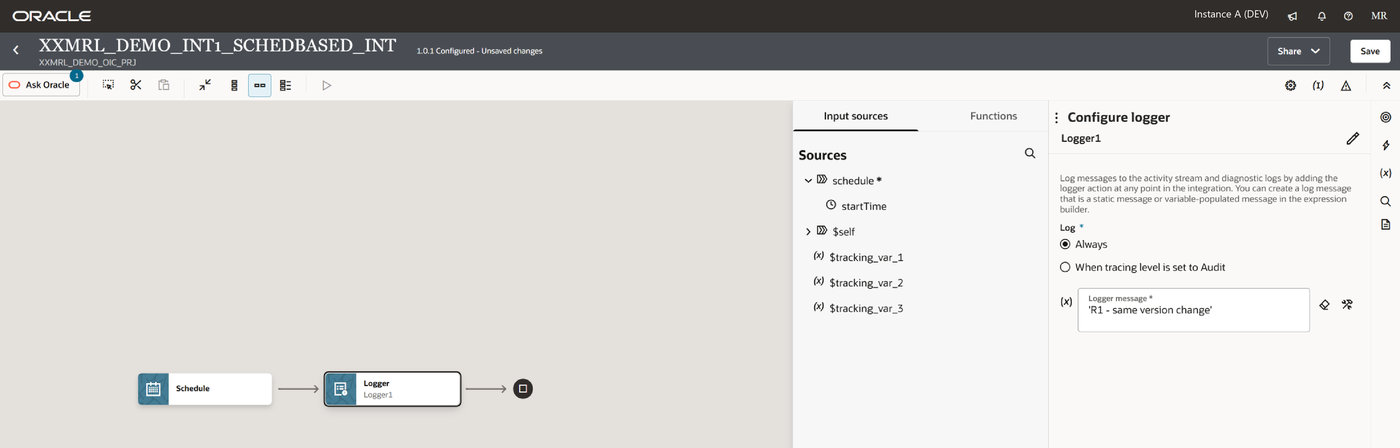 ORACLE
Instance A (DEV)
MR
XXMRL_DEMO_INT1_SCHEDBASED_INT
1.0.1 Configured - Unsaved changes
XXMRL_DEMO_OIC_PRJ
Share
Save
Ask Oracle
1
(I)
Input sources
Functions
Sources
schedule *
startTime
$self
(x) $tracking_var_1
(x) $tracking_var_2
(x) $tracking_var_3
Configure logger
Logger1
Log messages to the activity stream and diagnostic logs by adding the
logger action at any point in the integration. You can create a log message
that is a static message or variable-populated message in the expression
builder.
Log *
Always
When tracing level is set to Audit
(x)
Logger message *
'R1 - same version change'
(x)
Schedule
Logger
Logger1